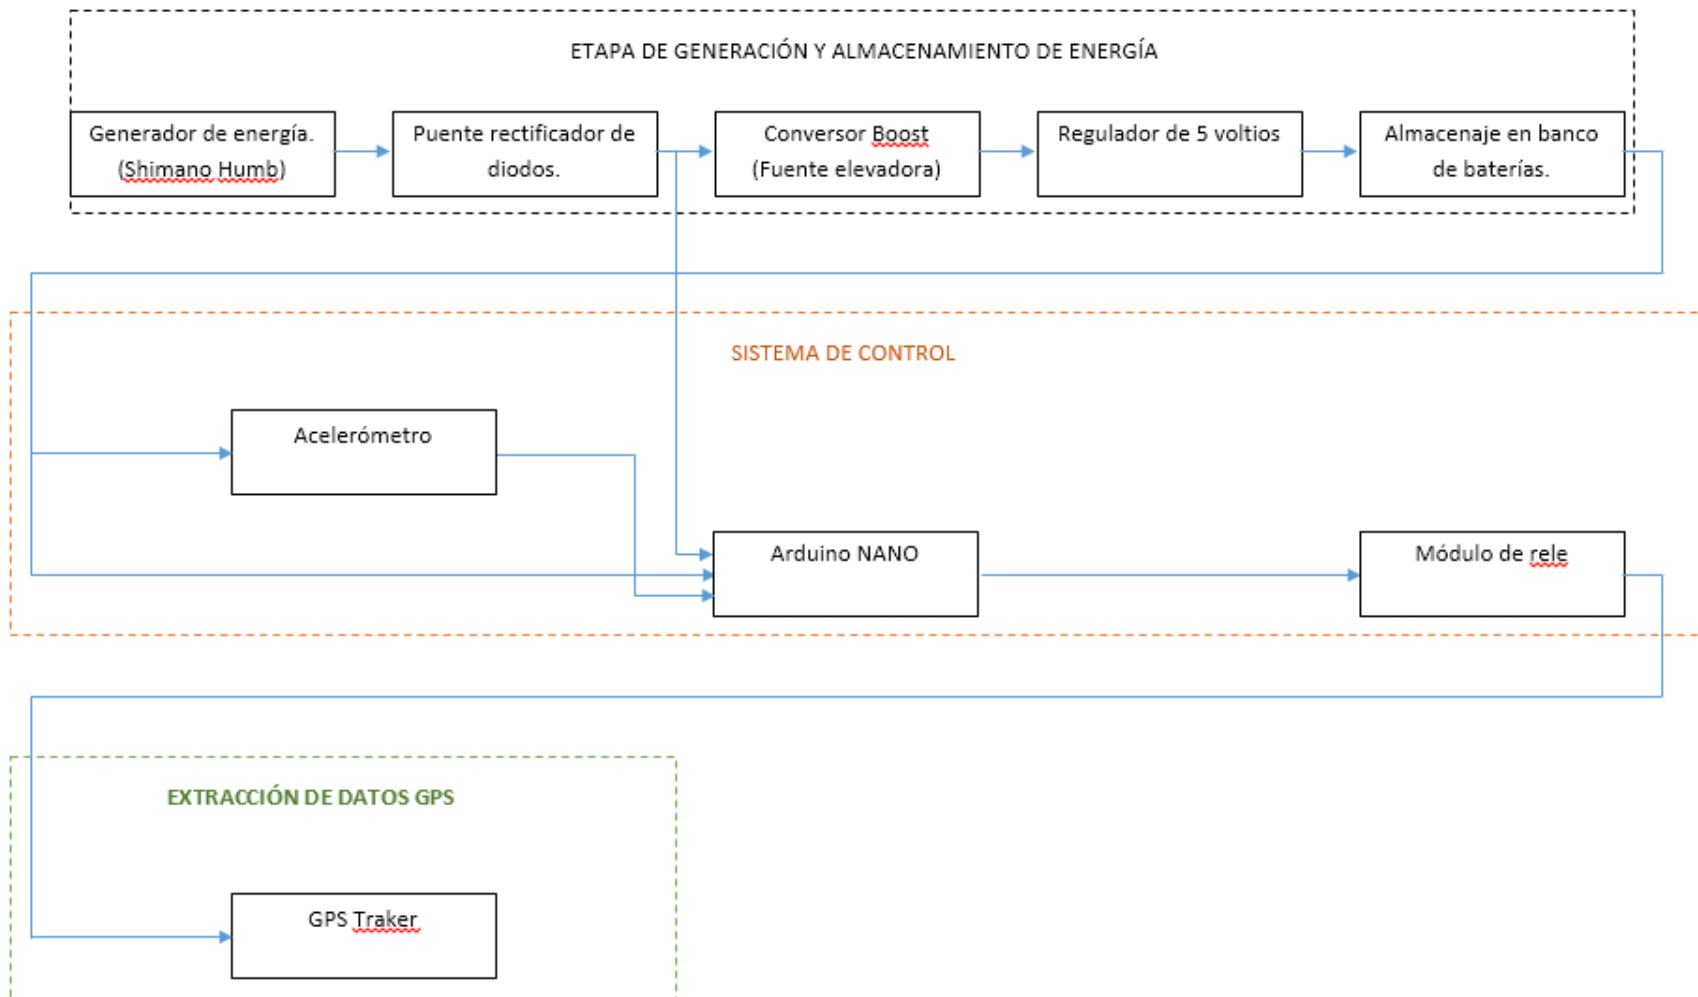 ETAPA DE GENERACIÓN Y ALMACENAMIENTO DE ENERGÍA
Generador de energía.
(Shimano Humb)
Puente rectificador de
diodos.
Conversor Boost
(Fuente elevadora)
Regulador de 5 voltios
Almacenaje en banco
de baterías.
SISTEMA DE CONTROL
Acelerómetro
Arduino NANO
Módulo de rele
EXTRACCIÓN DE DATOS GPS
GPS Traker